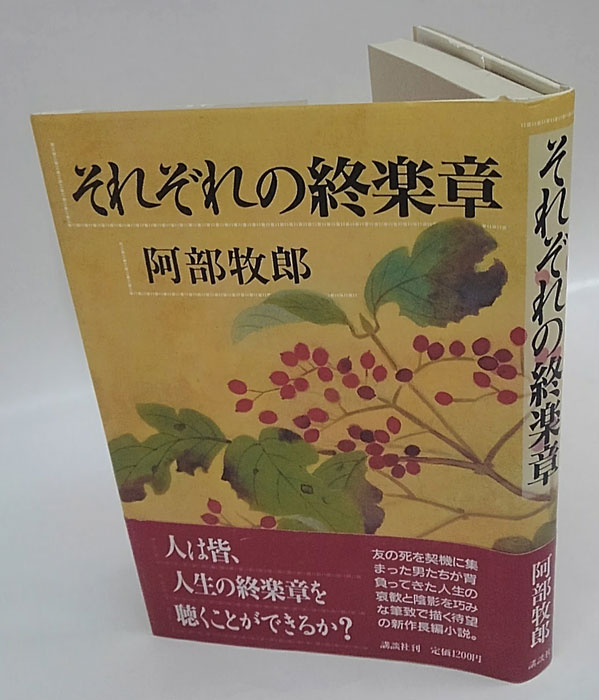 それぞれの終楽章
阿部牧郎
人は皆、
人生の終楽章を
聴くことができるか?
友の死を契機に集
まった男たちが背
負ってきた人生の
哀歓と陰影を巧み
な筆致で描く待望
の新作長編小説。
講談社刊 定価1200円
それぞれの終楽章
阿部牧郎
講談社刊